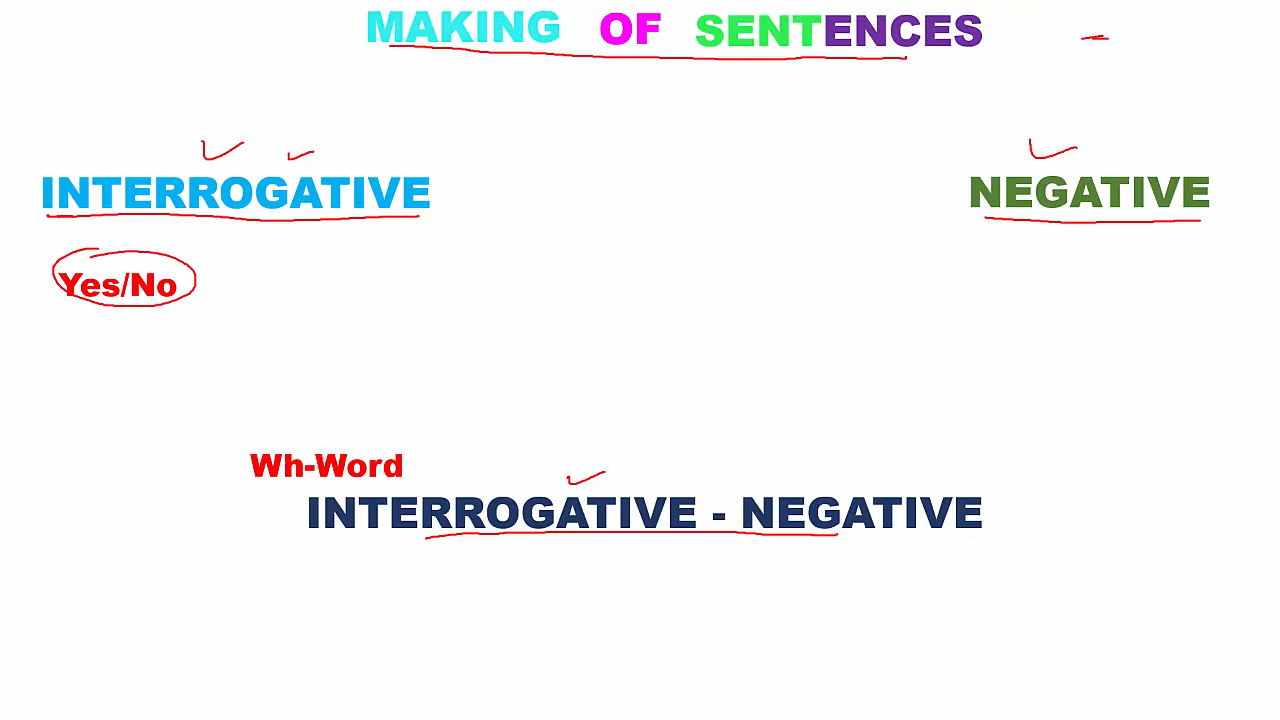 MAKING OF SENTENCES
INTERROGATIVE
NEGATIVE
Yes/No
Wh-Word
INTERROGATIVE - NEGATIVE